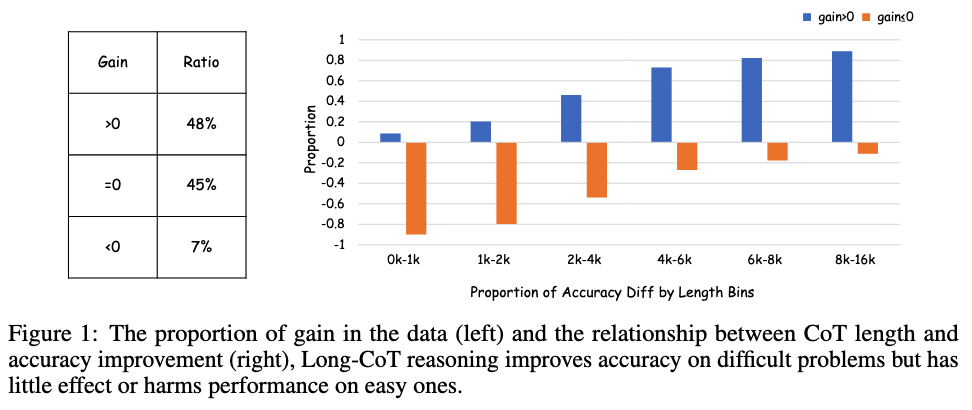 Gain Ratio
>0 48%
=0 45%
<0 7%
gain>0 gain≤0
1
0.8
0.6
0.4
0.2
0
-0.2
-0.4
-0.6
-0.8
-1
Proportion
0k-1k 1k-2k 2k-4k 4k-6k 6k-8k 8k-16k
Proportion of Accuracy Diff by Length Bins
Figure 1: The proportion of gain in the data (left) and the relationship between CoT length and
accuracy improvement (right), Long-CoT reasoning improves accuracy on difficult problems but has
little effect or harms performance on easy ones.